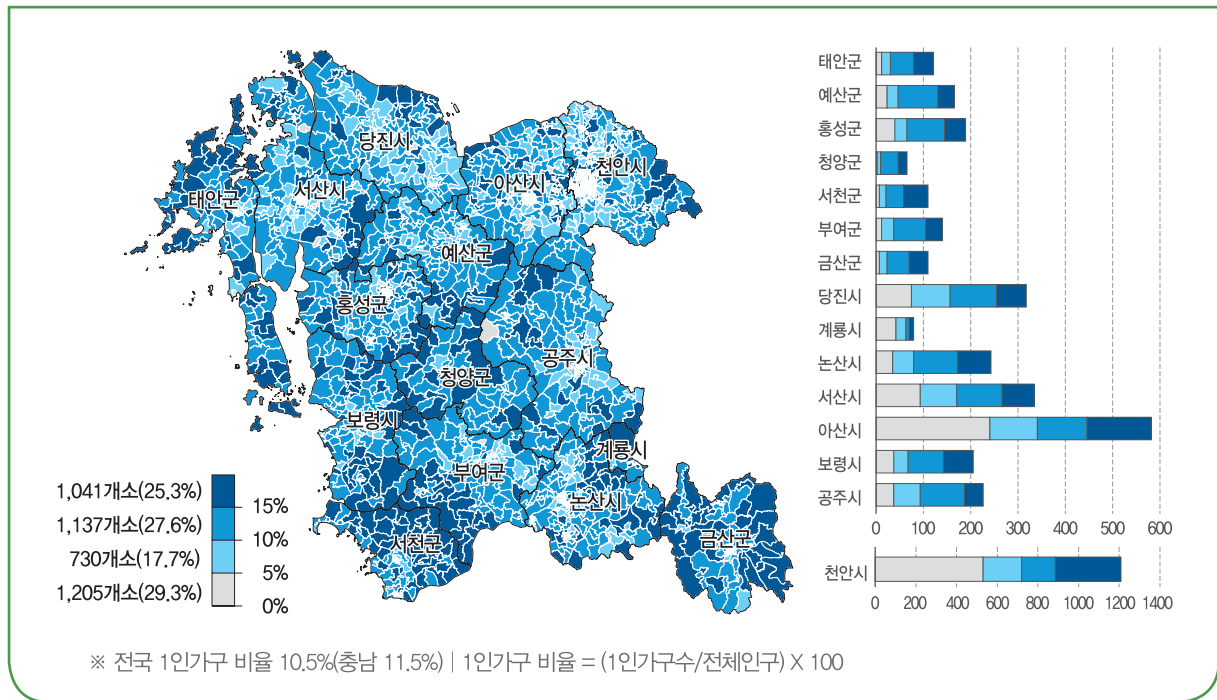 당진시
천안시
아산시
서산시
태안군
예산군
홍성군
공주시
청양군
보령시
계룡시
부여군
논산시
금산군
서천군
1,041개소(25.3%)
15%
1,137개소(27.6%)
10%
730개소(17.7%)
5%
1,205개소(29.3%)
0%
태안군
예산군
홍성군
청양군
서천군
부여군
금산군
당진시
계룡시
논산시
서산시
아산시
보령시
공주시
0 100 200 300 400 500 600
천안시
0 200 400 600 800 1000 1200 1400
※ 전국 1인가구 비율 10.5%(충남 11.5%) | 1인가구 비율 = (1인가구수/전체인구) X 100